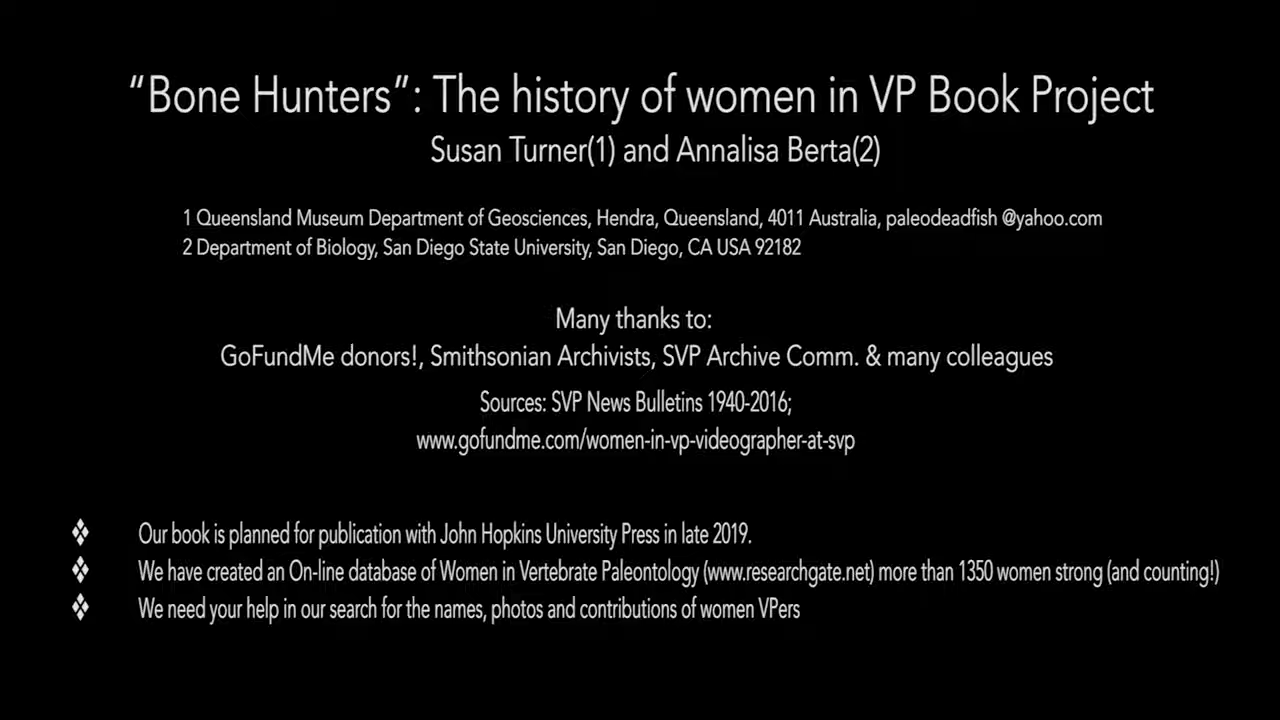 “Bone Hunters”: The history of women in VP Book Project
Susan Turner(1) and Annalisa Berta(2)
1 Queensland Museum Department of Geosciences, Hendra, Queensland, 4011 Australia, paleodeadfish @yahoo.com
2 Department of Biology, San Diego State University, San Diego, CA USA 92182
Many thanks to:
GoFundMe donors!, Smithsonian Archivists, SVP Archive Comm. & many colleagues
Sources: SVP News Bulletins 1940-2016;
www.gofundme.com/women-in-vp-videographer-at-svp
❖ Our book is planned for publication with John Hopkins University Press in late 2019.
❖ We have created an On-line database of Women in Vertebrate Paleontology (www.researchgate.net) more than 1350 women strong (and counting!)
❖ We need your help in our search for the names, photos and contributions of women VPers